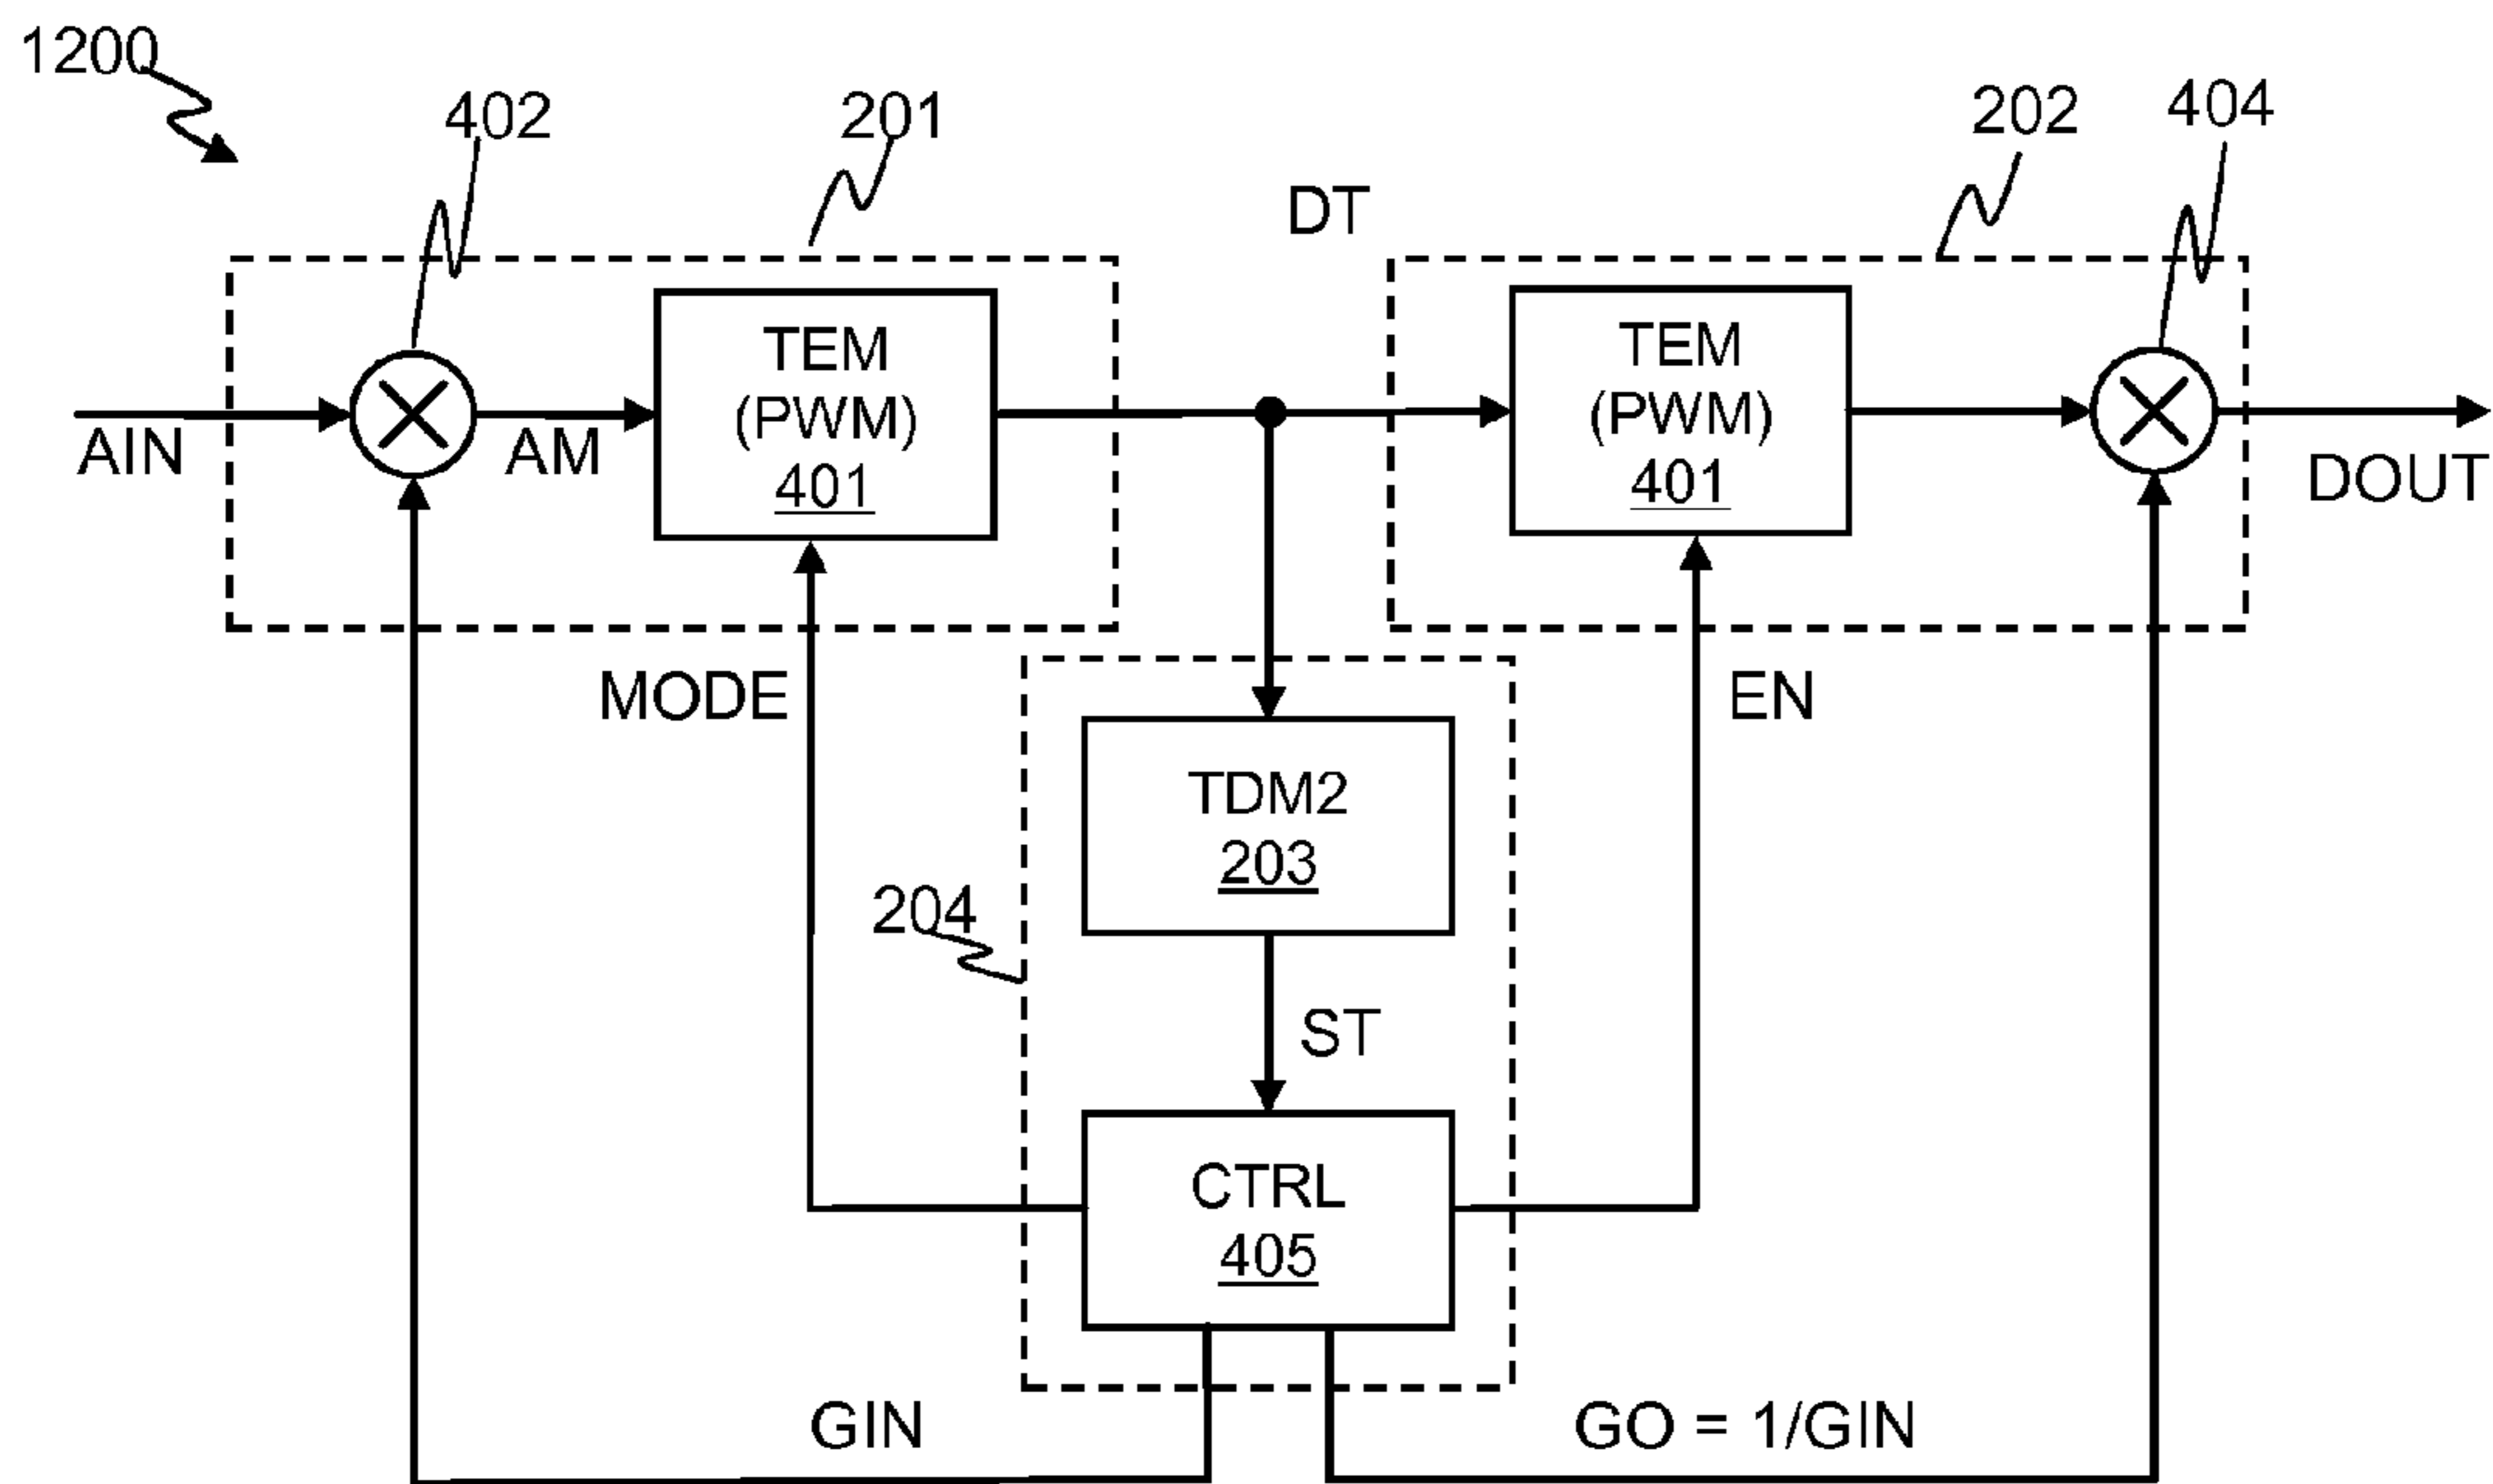 1200
402
201
202
404
DT
TEM
(PWM)
401
TEM
(PWM)
401
AIN
AM
DOUT
MODE
EN
TDM2
203
204
ST
CTRL
405
GIN
GO = 1/GIN